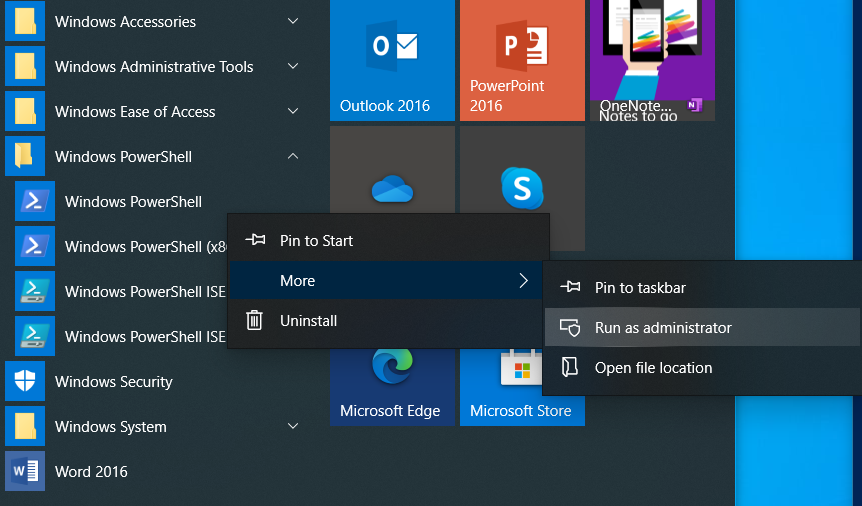 Windows Accessories
Windows Administrative Tools
Windows Ease of Access
Windows PowerShell
Windows PowerShell
Windows PowerShell (x8
Windows PowerShell ISE
Windows PowerShell ISE
Windows Security
Windows System
Word 2016
Outlook 2016
PowerPoint
2016
OneNote...
Notes to go
Microsoft Edge
Microsoft Store
Pin to Start
More
Uninstall
Pin to taskbar
Run as administrator
Open file location